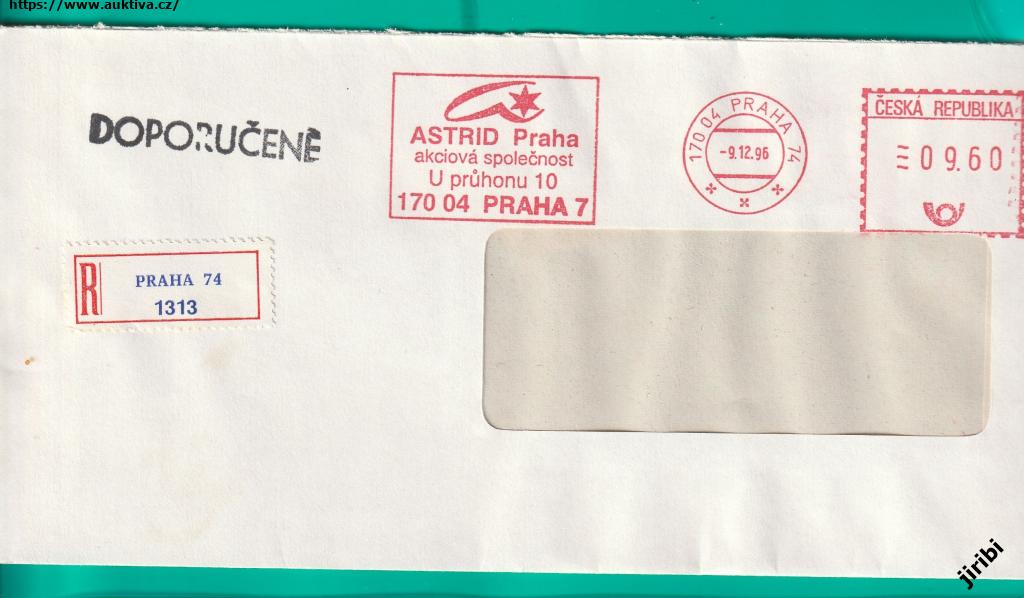 https://www.auktiva.cz/
DOPORUČENĚ
ASTRID Praha
akciová společnost
U průhonu 10
170 04 PRAHA 7
170 04 PRAHA 74
-9.12.96
ČESKÁ REPUBLIKA
09.60
R
PRAHA 74
1313
jiribi